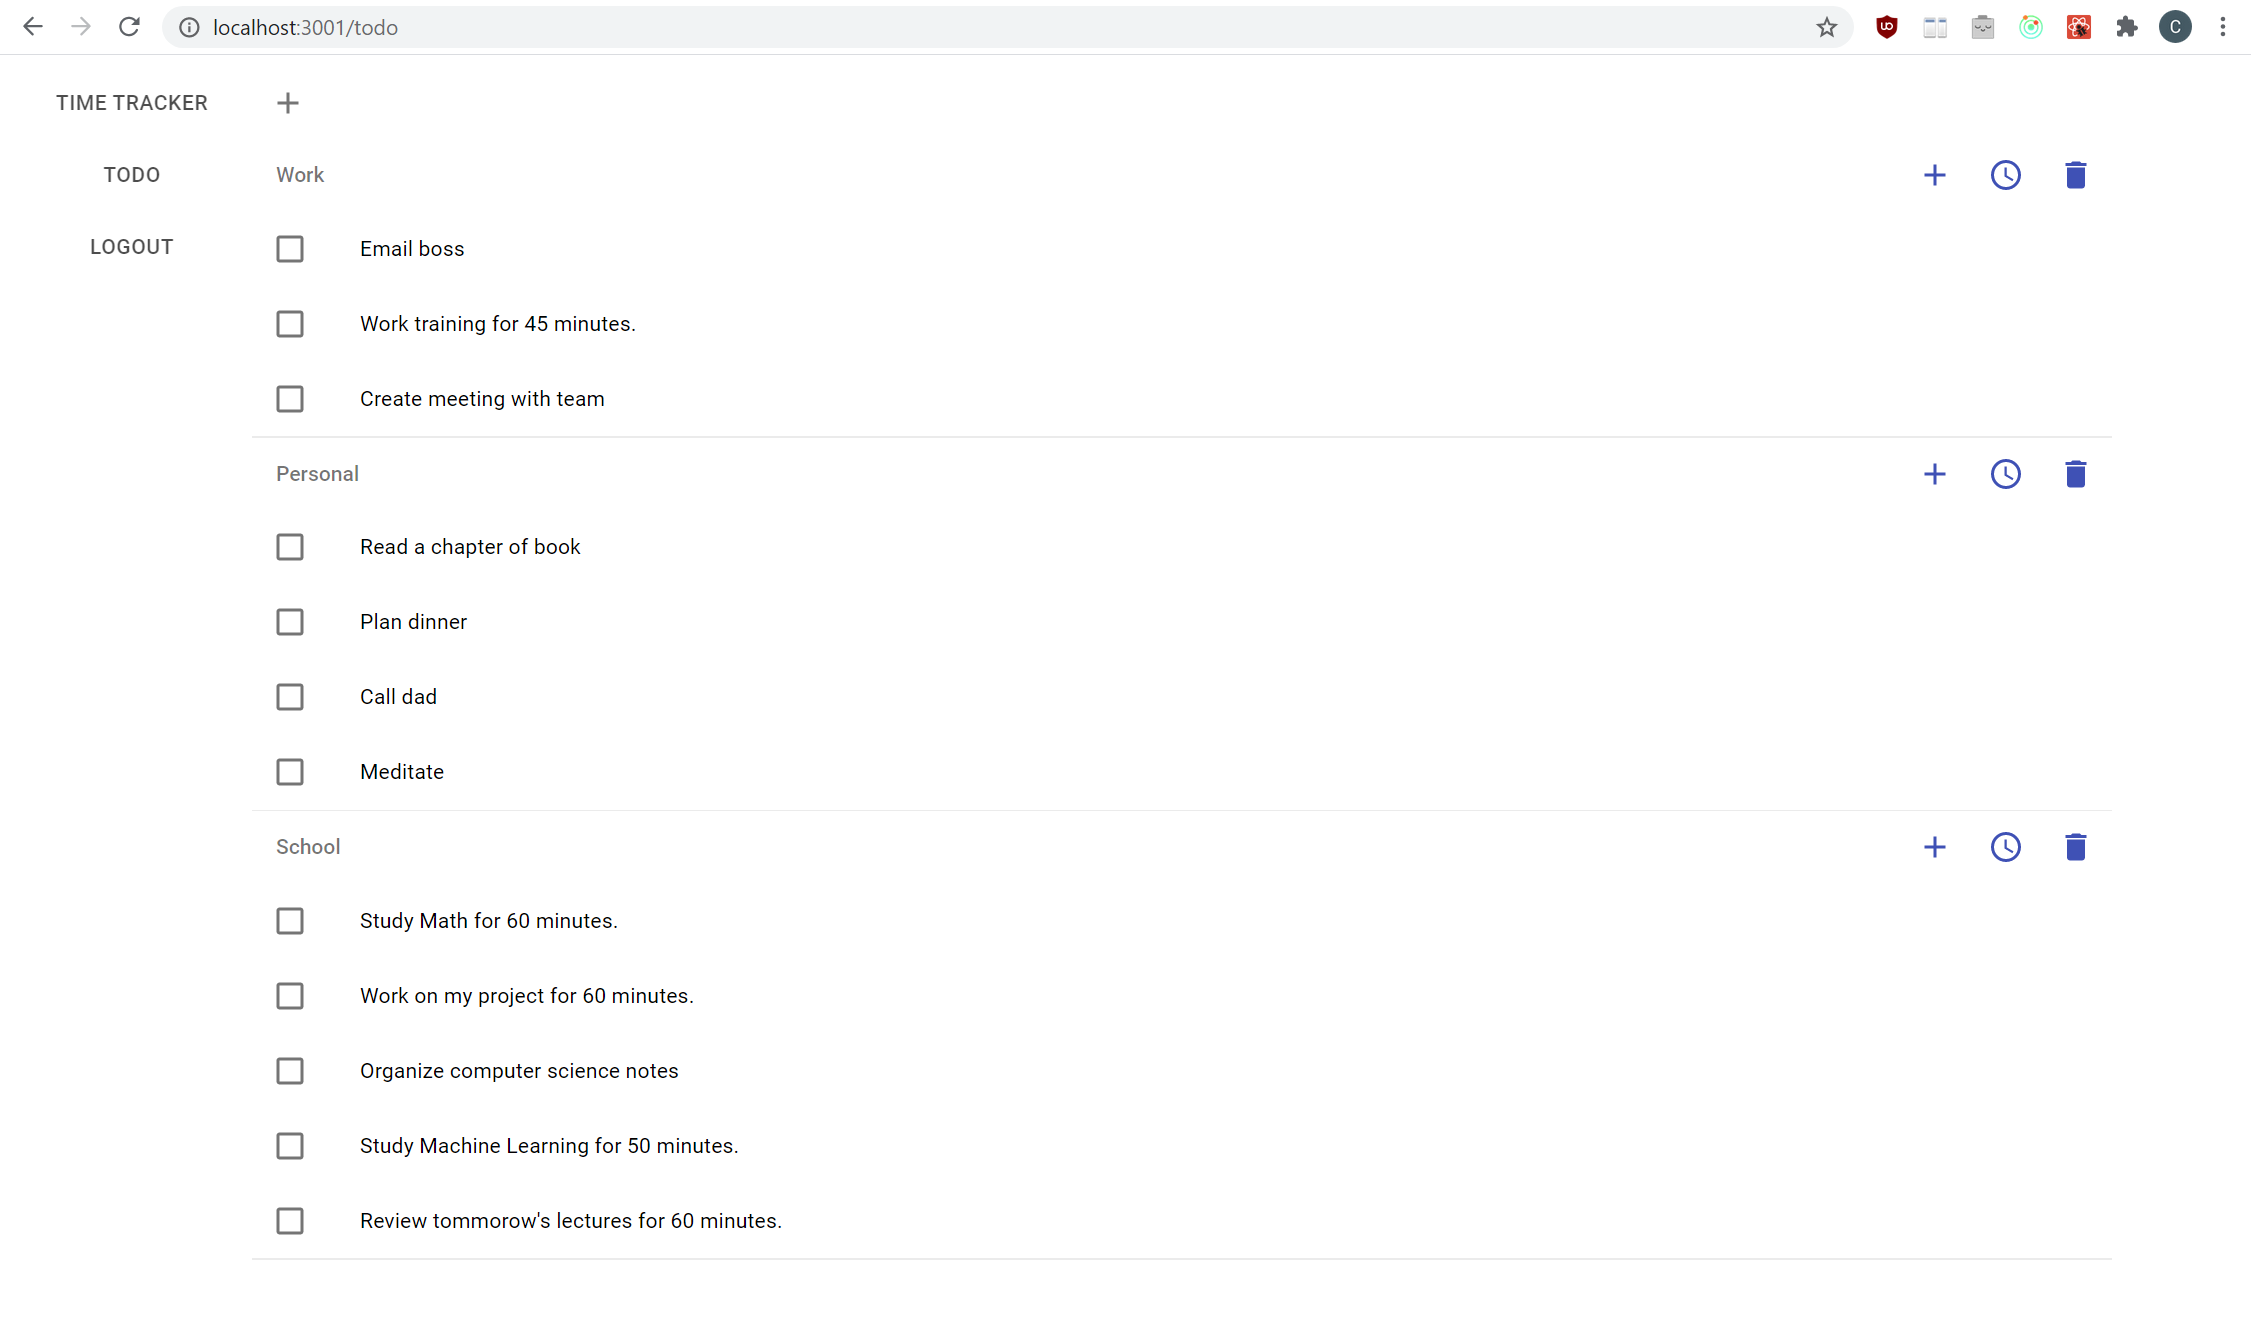 localhost:3001/todo
C
TIME TRACKER
TODO
LOGOUT
Work
Email boss
Work training for 45 minutes.
Create meeting with team
Personal
Read a chapter of book
Plan dinner
Call dad
Meditate
School
Study Math for 60 minutes.
Work on my project for 60 minutes.
Organize computer science notes
Study Machine Learning for 50 minutes.
Review tommorow's lectures for 60 minutes.